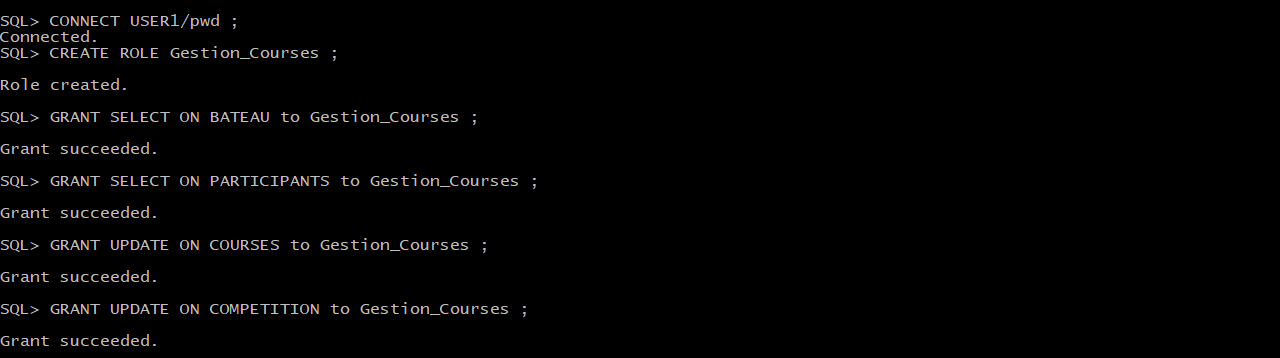 SQL> CONNECT USER1/pwd ;
Connected.
SQL> CREATE ROLE Gestion_Courses ;
Role created.
SQL> GRANT SELECT ON BATEAU to Gestion_Courses ;
Grant succeeded.
SQL> GRANT SELECT ON PARTICIPANTS to Gestion_Courses ;
Grant succeeded.
SQL> GRANT UPDATE ON COURSES to Gestion_Courses ;
Grant succeeded.
SQL> GRANT UPDATE ON COMPETITION to Gestion_Courses ;
Grant succeeded.